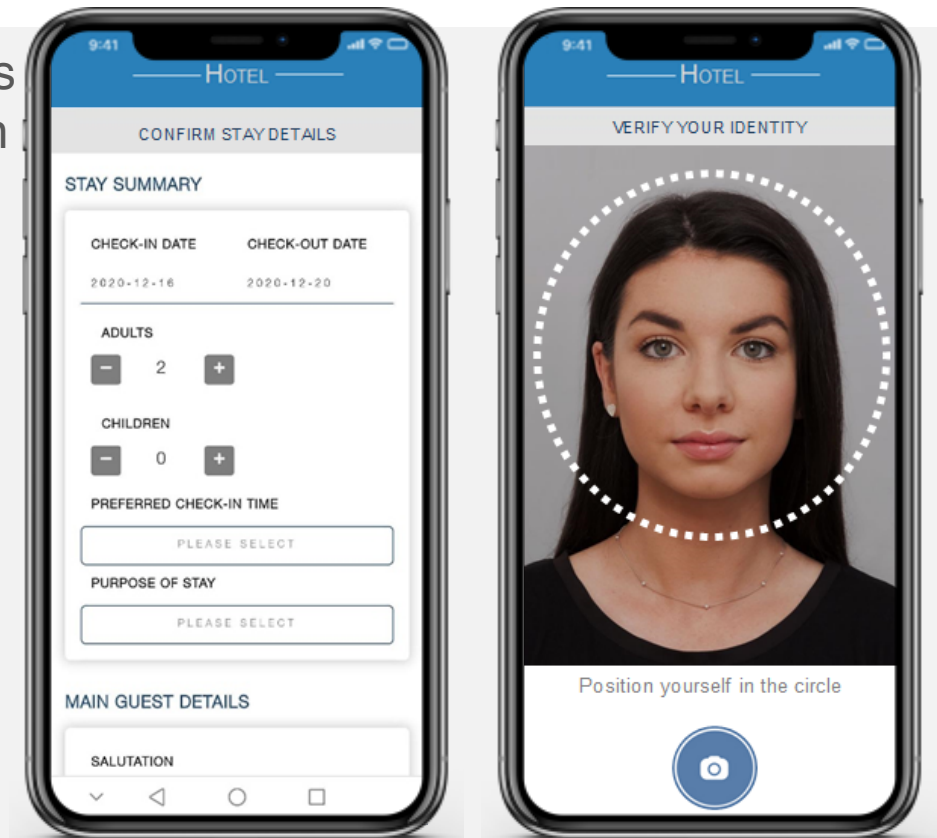 s
n
9:41
HOTEL
CONFIRM STAY DETAILS
STAY SUMMARY
CHECK-IN DATE CHECK-OUT DATE
2020-12-16 2020-12-20
ADULTS
− 2 +
CHILDREN
− 0 +
PREFERRED CHECK-IN TIME
PLEASE SELECT
PURPOSE OF STAY
PLEASE SELECT
MAIN GUEST DETAILS
SALUTATION
9:41
HOTEL
VERIFY YOUR IDENTITY
Position yourself in the circle